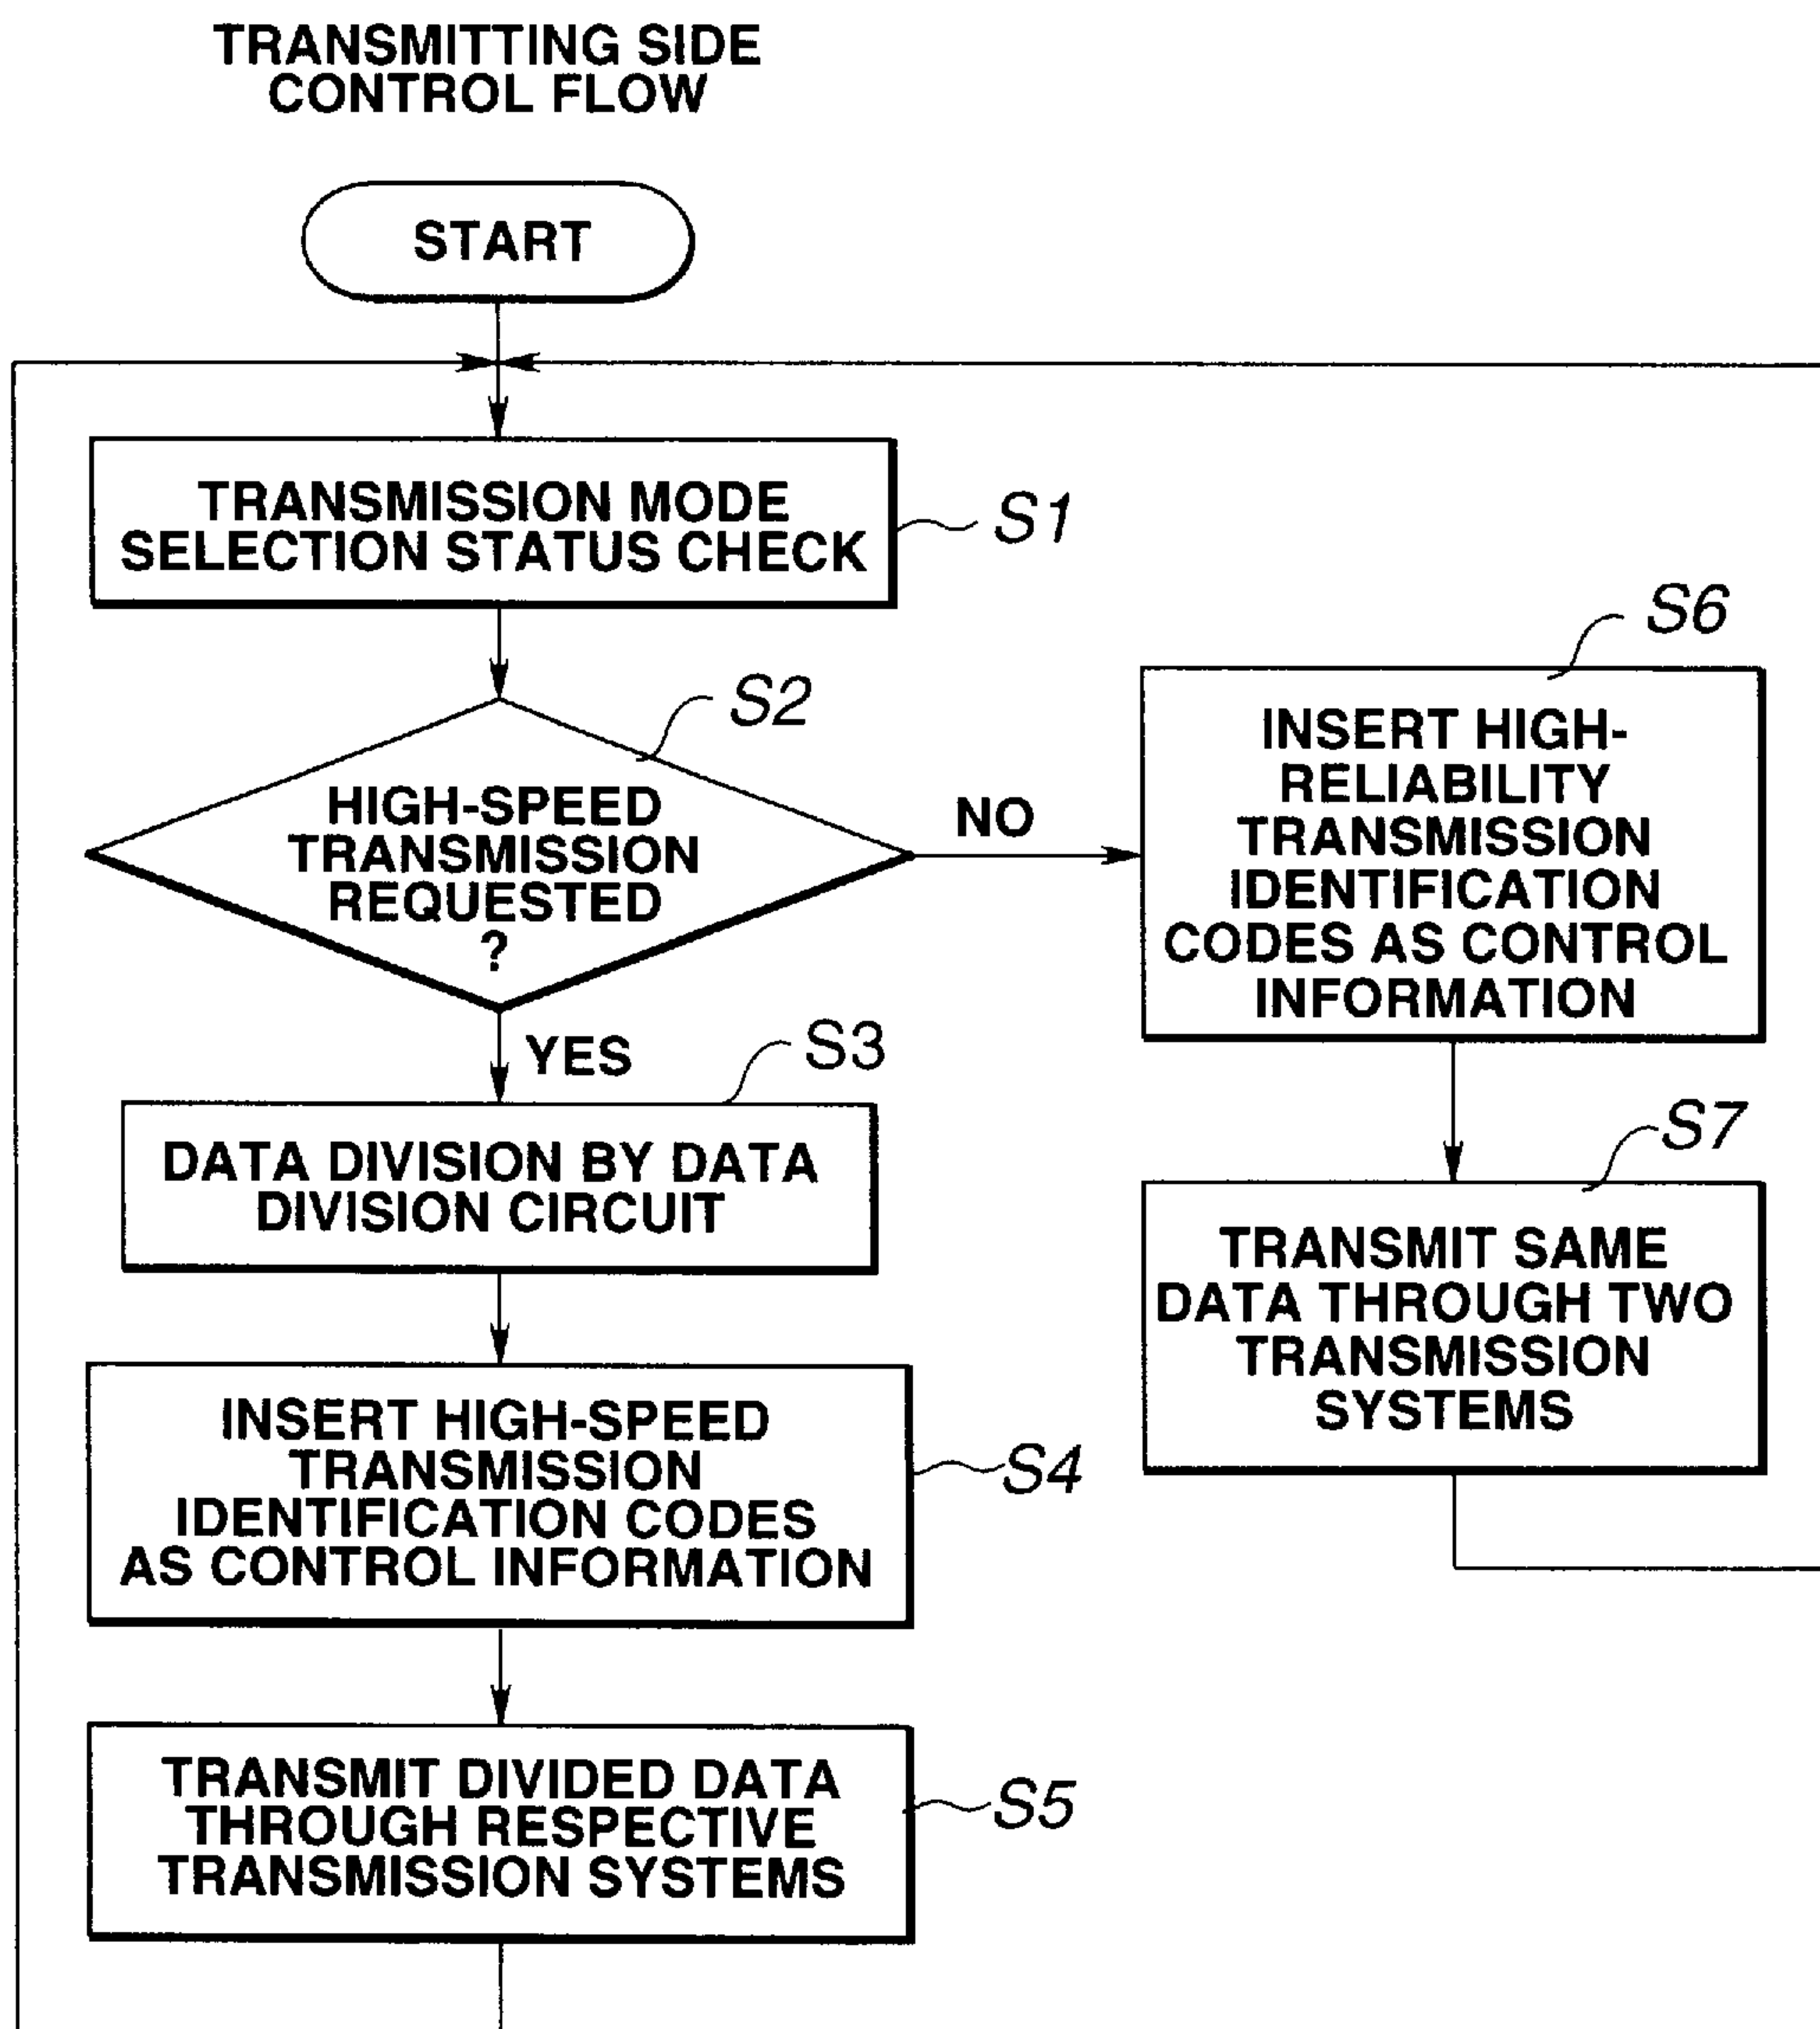 TRANSMITTING SIDE
CONTROL FLOW
START
TRANSMISSION MODE
SELECTION STATUS CHECK
S1
S2
HIGH-SPEED
TRANSMISSION
REQUESTED
?
NO
YES
S3
DATA DIVISION BY DATA
DIVISION CIRCUIT
INSERT HIGH-SPEED
TRANSMISSION
IDENTIFICATION CODES
AS CONTROL INFORMATION
S4
TRANSMIT DIVIDED DATA
THROUGH RESPECTIVE
TRANSMISSION SYSTEMS
S5
S6
INSERT HIGH-
RELIABILITY
TRANSMISSION
IDENTIFICATION
CODES AS CONTROL
INFORMATION
S7
TRANSMIT SAME
DATA THROUGH TWO
TRANSMISSION
SYSTEMS